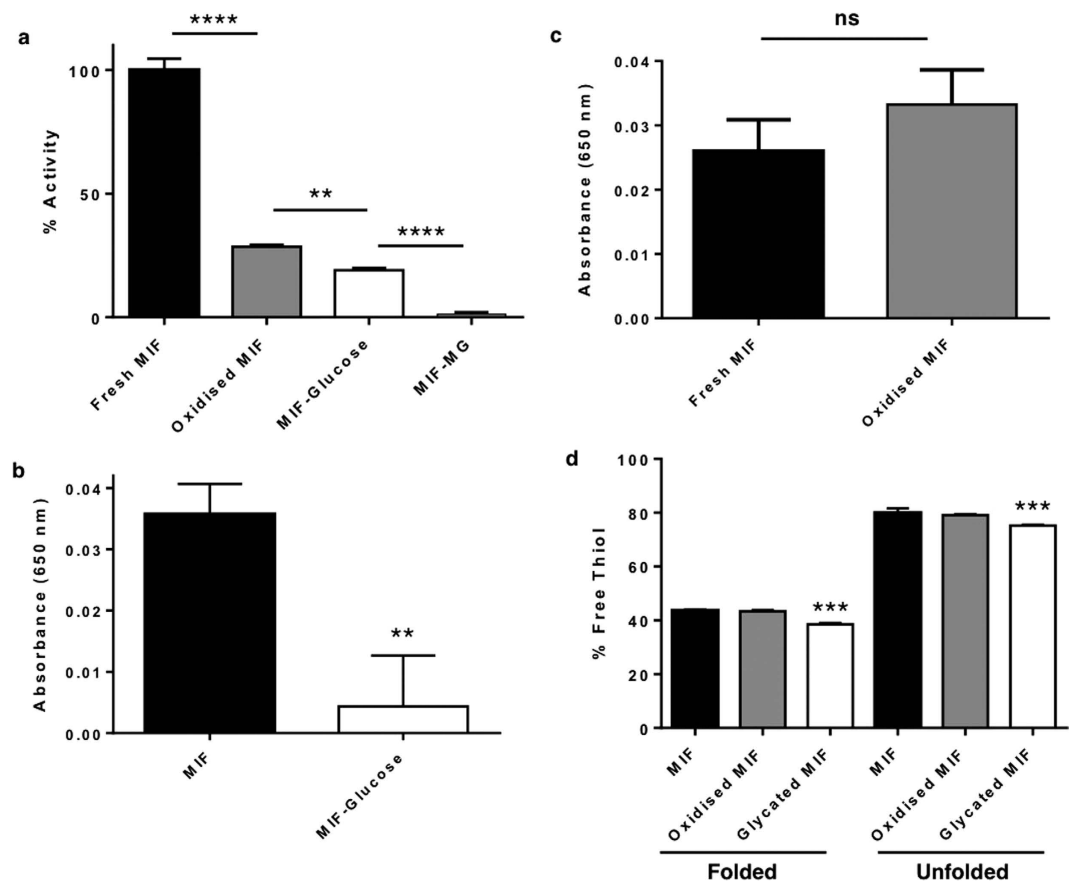 a
****
**
****
% Activity
100
50
0
Fresh MIF
Oxidised MIF
MIF-Glucose
MIF-MG
c
ns
Absorbance (650 nm)
0.04
0.03
0.02
0.01
0.00
Fresh MIF
Oxidised MIF
b
Absorbance (650 nm)
0.04
0.03
0.02
0.01
0.00
**
MIF
MIF-Glucose
d
% Free Thiol
100
80
60
40
20
0
***
***
MIF
Oxidised MIF
Glycated MIF
MIF
Oxidised MIF
Glycated MIF
Folded
Unfolded